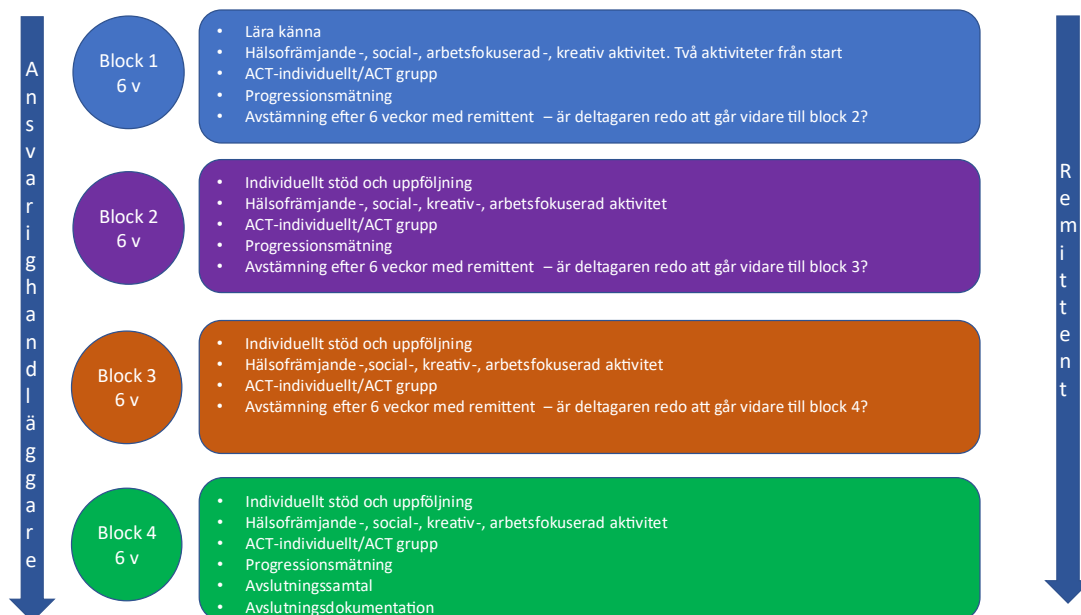 Ansvarig handläggare
Block 1
6 v
• Lära känna
• Hälsofrämjande-, social-, arbetsfokuserad-, kreativ aktivitet. Två aktiviteter från start
• ACT-individuellt/ACT grupp
• Progressionsmätning
• Avstämning efter 6 veckor med remittent – är deltagaren redo att går vidare till block 2?
Block 2
6 v
• Individuellt stöd och uppföljning
• Hälsofrämjande-, social-, kreativ-, arbetsfokuserad aktivitet
• ACT-individuellt/ACT grupp
• Progressionsmätning
• Avstämning efter 6 veckor med remittent – är deltagaren redo att går vidare till block 3?
Block 3
6 v
• Individuellt stöd och uppföljning
• Hälsofrämjande-,social-, kreativ-, arbetsfokuserad aktivitet
• ACT-individuellt/ACT grupp
• Avstämning efter 6 veckor med remittent – är deltagaren redo att går vidare till block 4?
Block 4
6 v
• Individuellt stöd och uppföljning
• Hälsofrämjande-, social-, kreativ-, arbetsfokuserad aktivitet
• ACT-individuellt/ACT grupp
• Progressionsmätning
• Avslutningssamtal
• Avslutningsdokumentation
Remittent